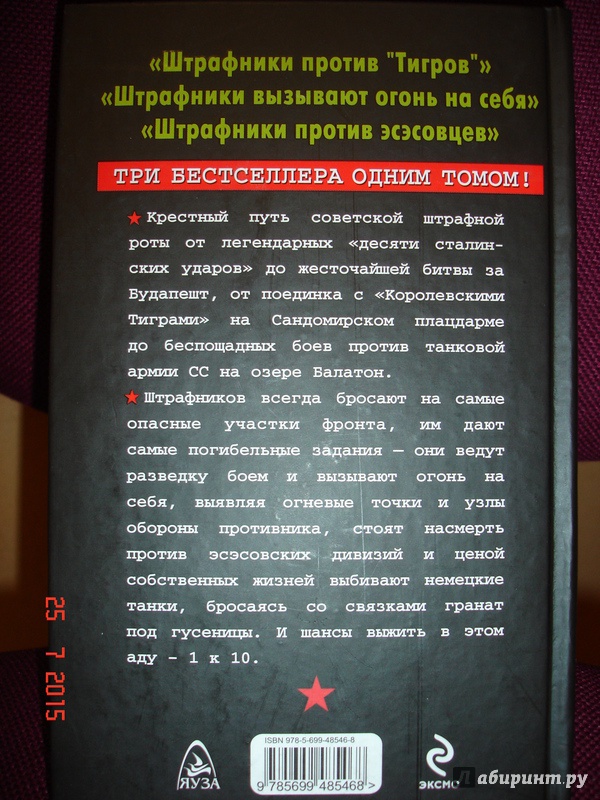 «Штрафники против "Тигров"»
«Штрафники вызывают огонь на себя»
«Штрафники против эсэсовцев»
ТРИ БЕСТСЕЛЛЕРА ОДНИМ ТОМОМ!
Крестный путь советской штрафной
роты от легендарных «десяти сталин-
ских ударов» до жесточайшей битвы за
Будапешт, от поединка с «Королевскими
Тиграми» на Сандомирском плацдарме
до беспощадных боев против танковой
армии СС на озере Балатон.
Штрафников всегда бросают на самые
опасные участки фронта, им дают
самые погибельные задания — они ведут
разведку боем и вызывают огонь на
себя, выявляя огневые точки и узлы
обороны противника, стоят насмерть
против эсэсовских дивизий и ценой
собственных жизней выбивают немецкие
танки, бросаясь со связками гранат
под гусеницы. И шансы выжить в этом
аду – 1 к 10.
25 7 2015
ISBN 978-5-699-48546-8
9 785699 485468 >
ЯУЗА
ЭКСМО
Лабиринт.ру